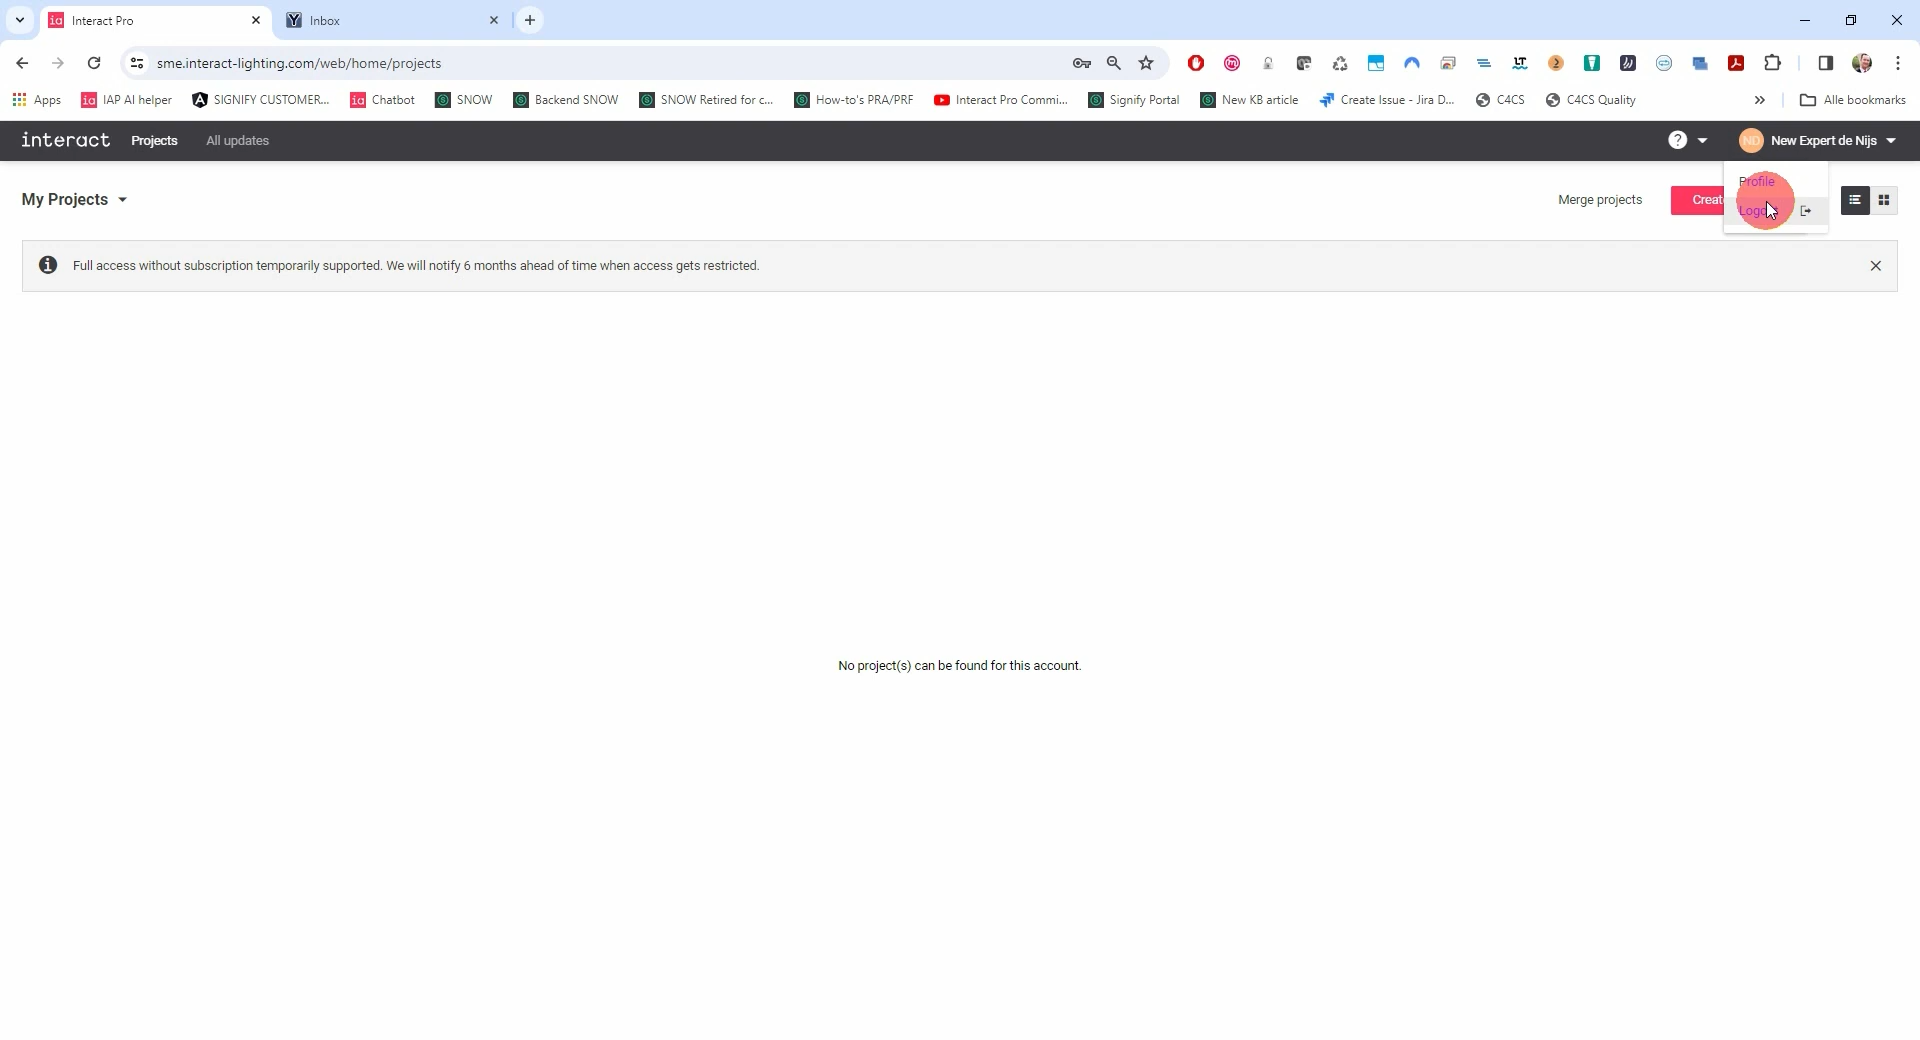 Interact Pro
Inbox
sme.interact-lighting.com/web/home/projects
Apps
IAP AI helper
SIGNIFY CUSTOMER...
Chatbot
SNOW
Backend SNOW
SNOW Retired for c...
How-to's PRA/PRF
Interact Pro Commi...
Signify Portal
New KB article
Create Issue - Jira D...
C4CS
C4CS Quality
Alle bookmarks
interact
Projects
All updates
ND
New Expert de Nijs
Profile
My Projects
Merge projects
Full access without subscription temporarily supported. We will notify 6 months ahead of time when access gets restricted.
No project(s) can be found for this account.